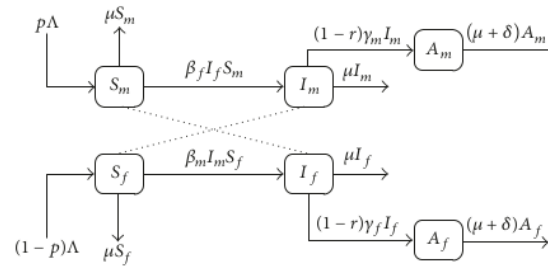 pΛ
μS_m
(1 − r)γ_m I_m
(μ + δ)A_m
S_m
β_f I_f S_m
I_m
μI_m
A_m
S_f
β_m I_m S_f
I_f
μI_f
(1 − p)Λ
μS_f
(1 − r)γ_f I_f
A_f
(μ + δ)A_f